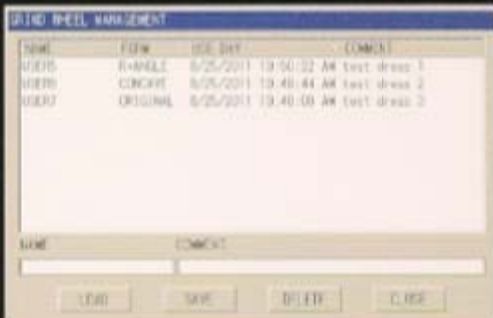 GRIND WHEEL MANAGEMENT
NAME FORM USE DAY COMMENT
USER5 R+ANGLE 8/25/2011 10:50:32 AM test dress 1
USER6 CONCAVE 8/25/2011 10:48:44 AM test dress 2
USER7 ORIGINAL 8/25/2011 10:48:00 AM test dress 3
NAME COMMENT
LOAD SAVE DELETE CLOSE